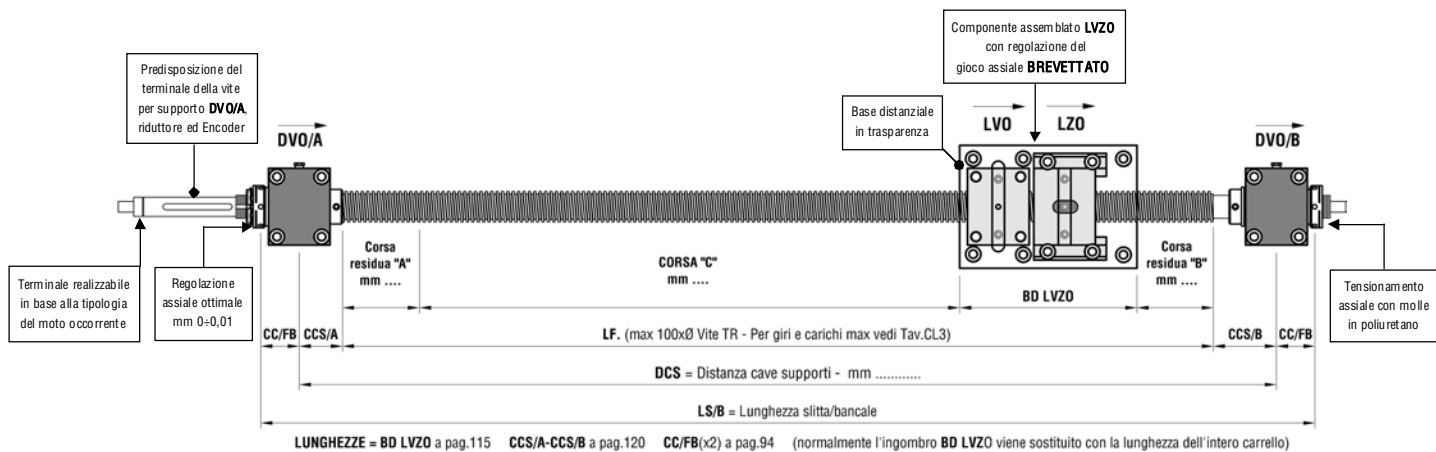 Componente assemblato LVZO
con regolazione del
gioco assiale BREVETTATO
Predisposizione del
terminale della vite
per supporto DVO/A,
riduttore ed Encoder
Base distanziale
in trasparenza
LVO
LZO
DVO/A
DVO/B
Terminale realizzabile
in base alla tipologia
del moto occorrente
Regolazione
assiale ottimale
mm 0÷0,01
Corsa
residua "A"
mm ....
CORSA "C"
mm ....
BD LVZO
Corsa
residua "B"
mm ....
Tensionamento
assiale con molle
in poliuretano
CC/FB
CCS/A
LF. (max 100xØ Vite TR - Per giri e carichi max vedi Tav.CL3)
CCS/B
CC/FB
DCS = Distanza cave supporti - mm ............
LS/B = Lunghezza slitta/bancale
LUNGHEZZE = BD LVZO a pag.115 CCS/A-CCS/B a pag.120 CC/FB(x2) a pag.94 (normalmente l'ingombro BD LVZO viene sostituito con la lunghezza dell'intero carrello)